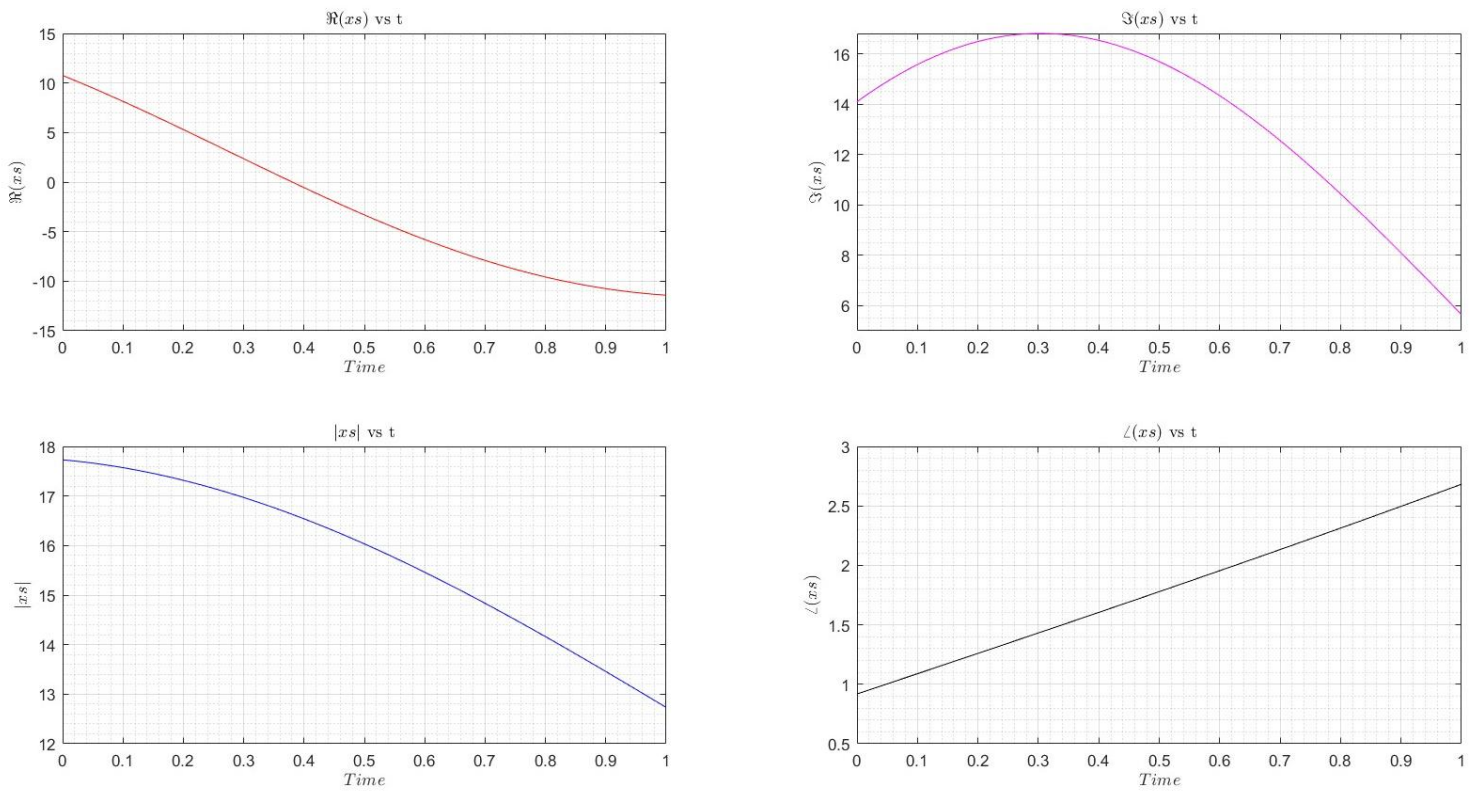 ℜ(xs) vs t
15
10
5
0
-5
-10
-15
ℜ(xs)
0 0.1 0.2 0.3 0.4 0.5 0.6 0.7 0.8 0.9 1
Time
ℑ(xs) vs t
16
14
12
10
8
6
ℑ(xs)
0 0.1 0.2 0.3 0.4 0.5 0.6 0.7 0.8 0.9 1
Time
|xs| vs t
18
17
16
15
14
13
12
|xs|
0 0.1 0.2 0.3 0.4 0.5 0.6 0.7 0.8 0.9 1
Time
∠(xs) vs t
3
2.5
2
1.5
1
0.5
∠(xs)
0 0.1 0.2 0.3 0.4 0.5 0.6 0.7 0.8 0.9 1
Time